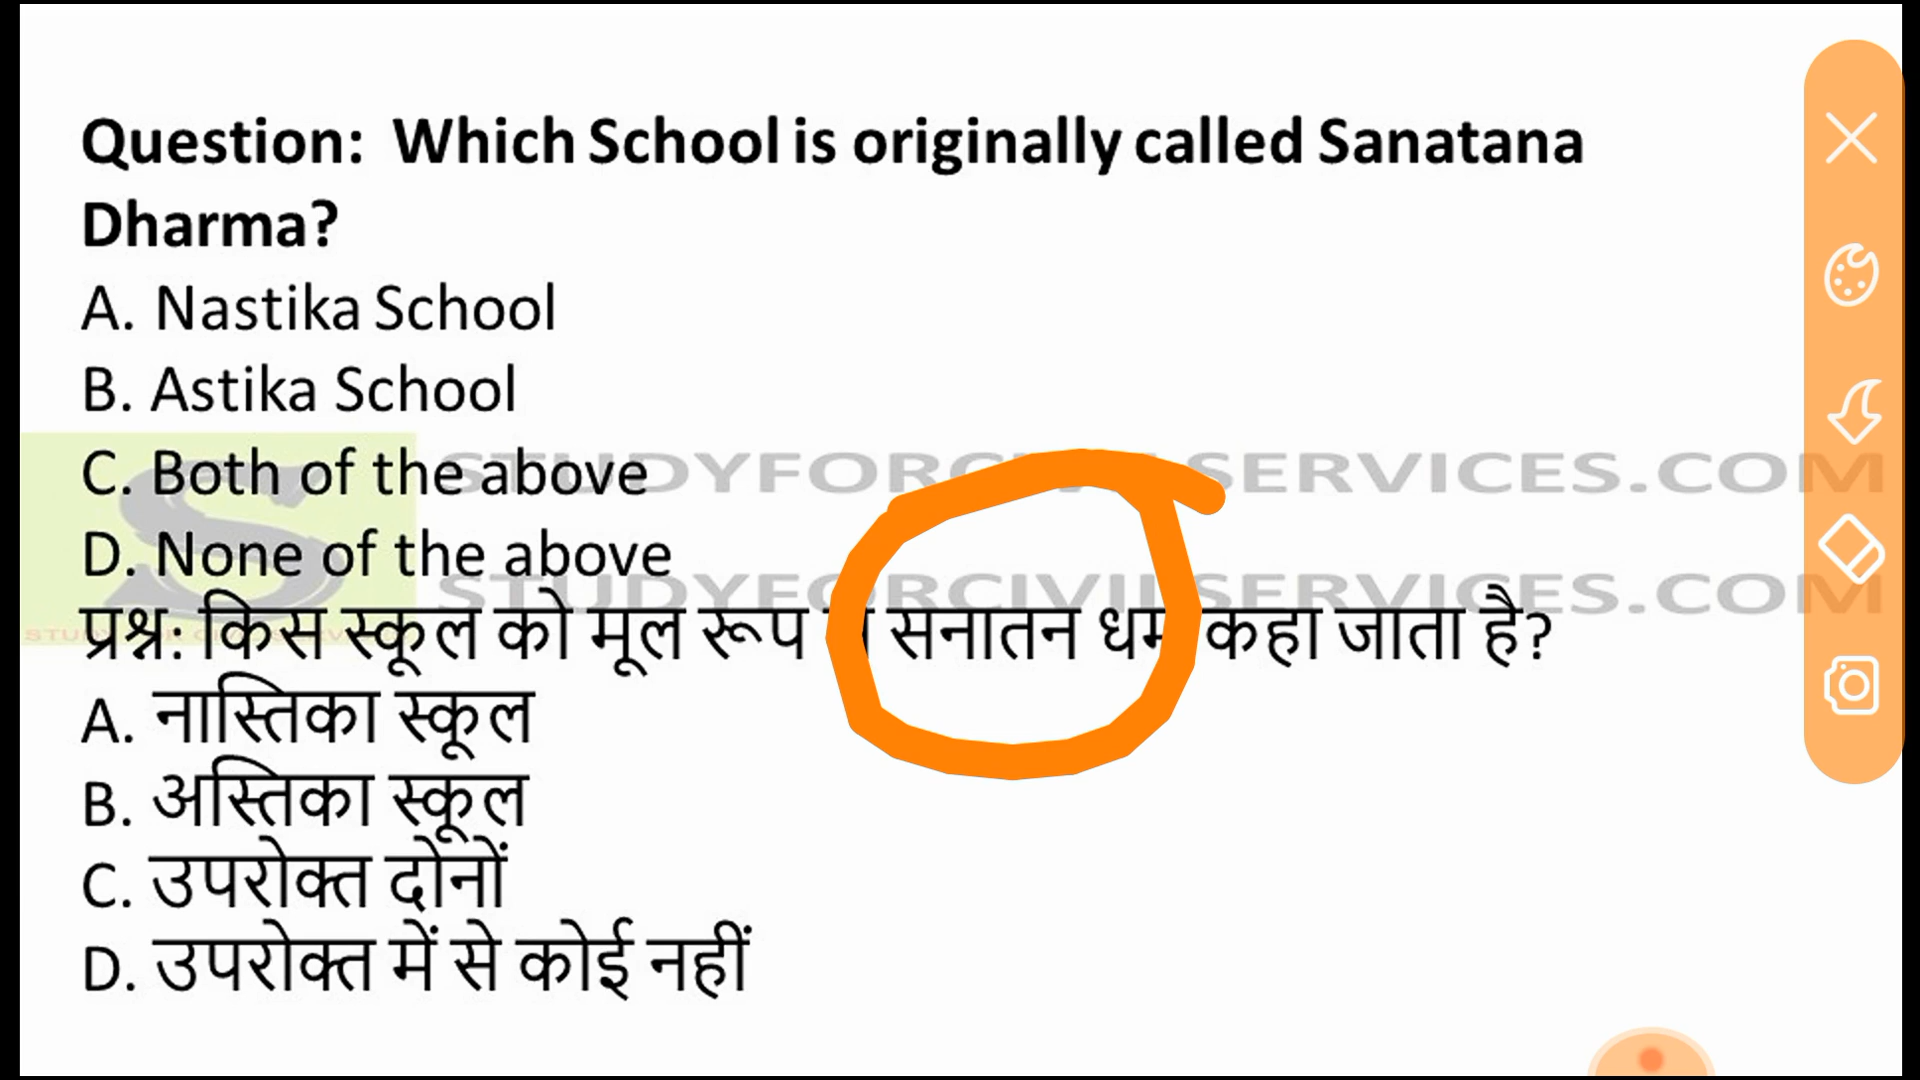 Question: Which School is originally called Sanatana
Dharma?
A. Nastika School
B. Astika School
C. Both of the above
D. None of the above
प्रश्न: किस स्कूल को मूल रूप सनातन धर्म कहा जाता है?
A. नास्तिका स्कूल
B. अस्तिका स्कूल
C. उपरोक्त दोनों
D. उपरोक्त में से कोई नहीं
STUDYFORCIVILSERVICES.COM
STUDYFORCIVILSERVICES.COM